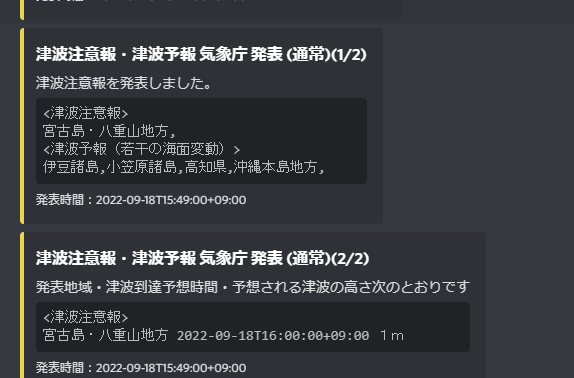 津波注意報・津波予報 気象庁 発表 (通常)(1/2)
津波注意報を発表しました。
<津波注意報>
宮古島・八重山地方,
<津波予報（若干の海面変動）>
伊豆諸島,小笠原諸島,高知県,沖縄本島地方,
発表時間：2022-09-18T15:49:00+09:00
津波注意報・津波予報 気象庁 発表 (通常)(2/2)
発表地域・津波到達予想時間・予想される津波の高さ次のとおりです
<津波注意報>
宮古島・八重山地方 2022-09-18T16:00:00+09:00 １ｍ
発表時間：2022-09-18T15:49:00+09:00